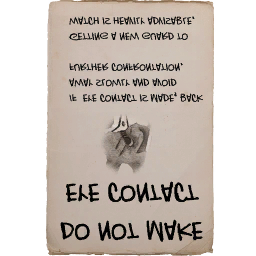 DO NOT MAKE
EYE CONTACT
IF EYE CONTACT IS MADE, BACK
AWAY SLOWLY AND AVOID
FURTHER CONFRONTATION.
GETTING A NEW GUARD TO
WATCH IS HEAVILY ADVISABLE.